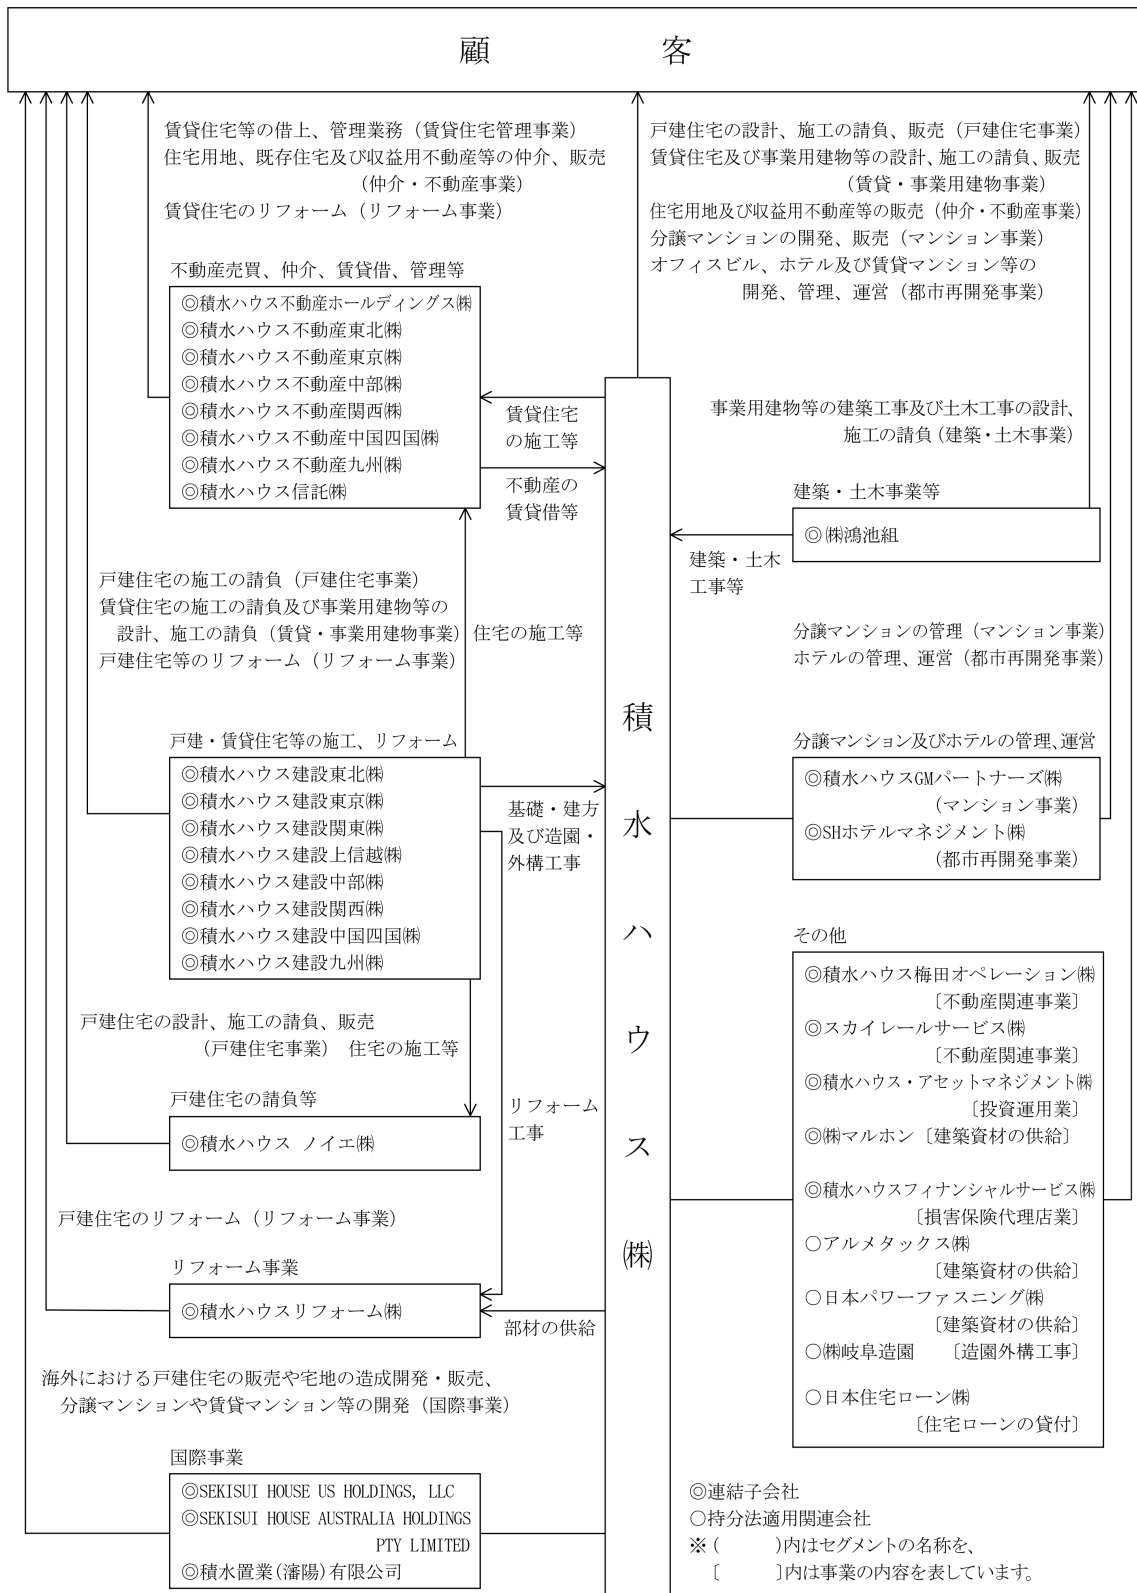 顧　　客
賃貸住宅等の借上、管理業務（賃貸住宅管理事業）
住宅用地、既存住宅及び収益用不動産等の仲介、販売
（仲介・不動産事業）
賃貸住宅のリフォーム（リフォーム事業）
不動産売買、仲介、賃貸借、管理等
◎積水ハウス不動産ホールディングス㈱
◎積水ハウス不動産東北㈱
◎積水ハウス不動産東京㈱
◎積水ハウス不動産中部㈱
◎積水ハウス不動産関西㈱
◎積水ハウス不動産中国四国㈱
◎積水ハウス不動産九州㈱
◎積水ハウス信託㈱
賃貸住宅
の施工等
不動産の
賃貸借等
戸建住宅の施工の請負（戸建住宅事業）
賃貸住宅の施工の請負及び事業用建物等の
設計、施工の請負（賃貸・事業用建物事業）
戸建住宅等のリフォーム（リフォーム事業）
住宅の施工等
戸建・賃貸住宅等の施工、リフォーム
◎積水ハウス建設東北㈱
◎積水ハウス建設東京㈱
◎積水ハウス建設関東㈱
◎積水ハウス建設上信越㈱
◎積水ハウス建設中部㈱
◎積水ハウス建設関西㈱
◎積水ハウス建設中国四国㈱
◎積水ハウス建設九州㈱
基礎・建方
及び造園・
外構工事
戸建住宅の設計、施工の請負、販売
（戸建住宅事業）
住宅の施工等
戸建住宅の請負等
◎積水ハウス ノイエ㈱
リフォーム
工事
戸建住宅のリフォーム（リフォーム事業）
リフォーム事業
◎積水ハウスリフォーム㈱
部材の供給
海外における戸建住宅の販売や宅地の造成開発・販売、
分譲マンションや賃貸マンション等の開発（国際事業）
国際事業
◎SEKISUI HOUSE US HOLDINGS, LLC
◎SEKISUI HOUSE AUSTRALIA HOLDINGS
PTY LIMITED
◎積水置業(瀋陽)有限公司
積水ハウス㈱
戸建住宅の設計、施工の請負、販売（戸建住宅事業）
賃貸住宅及び事業用建物等の設計、施工の請負、販売
（賃貸・事業用建物事業）
住宅用地及び収益用不動産等の販売（仲介・不動産事業）
分譲マンションの開発、販売（マンション事業）
オフィスビル、ホテル及び賃貸マンション等の
開発、管理、運営（都市再開発事業）
事業用建物等の建築工事及び土木工事の設計、
施工の請負（建築・土木事業）
建築・土木事業等
◎㈱鴻池組
建築・土木
工事等
分譲マンションの管理（マンション事業）
ホテルの管理、運営（都市再開発事業）
分譲マンション及びホテルの管理、運営
◎積水ハウスGMパートナーズ㈱
（マンション事業）
◎SHホテルマネジメント㈱
（都市再開発事業）
その他
◎積水ハウス梅田オペレーション㈱
〔不動産関連事業〕
◎スカイレールサービス㈱
〔不動産関連事業〕
◎積水ハウス・アセットマネジメント㈱
〔投資運用業〕
◎㈱マルホン〔建築資材の供給〕
◎積水ハウスフィナンシャルサービス㈱
〔損害保険代理店業〕
○アルメタックス㈱
〔建築資材の供給〕
○日本パワーファスニング㈱
〔建築資材の供給〕
○㈱岐阜造園　〔造園外構工事〕
○日本住宅ローン㈱
〔住宅ローンの貸付〕
◎連結子会社
○持分法適用関連会社
※（　　）内はセグメントの名称を、
〔　　〕内は事業の内容を表しています。